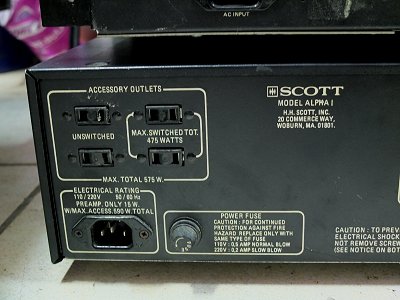 AC INPUT
ACCESSORY OUTLETS
UNSWITCHED
MAX. SWITCHED TOT.
475 WATTS
MAX. TOTAL 575 W.
SCOTT
MODEL ALPHA I
H.H. SCOTT, INC.
20 COMMERCE WAY,
WOBURN, MA. 01801.
ELECTRICAL RATING
110 / 220V 50 / 60 Hz
PREAMP. ONLY 15 W.
W/MAX.ACCESS. 590 W. TOTAL
POWER FUSE
CAUTION : FOR CONTINUED
PROTECTION AGAINST FIRE
HAZARD REPLACE ONLY WITH
SAME TYPE OF FUSE
110V : 0,5 AMP NORMAL BLOW
220V : 0,2 AMP SLOW BLOW
CAUTION : TO PREV
ELECTRICAL SHOCK
NOT REMOVE SCREW
(SEE NOTICE ON BOT